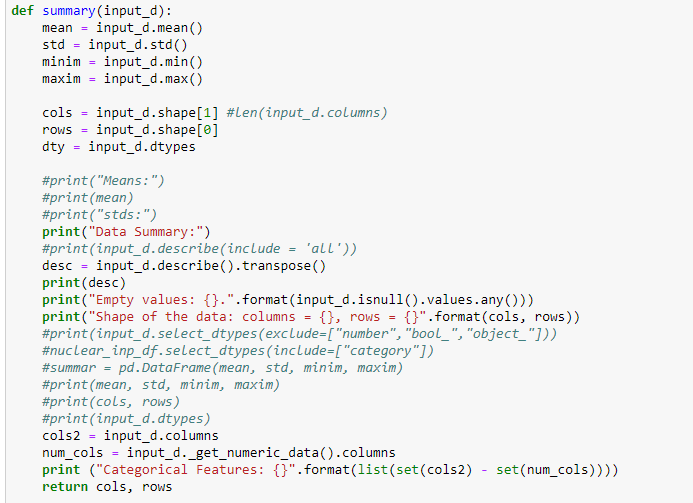 def summary(input_d):
    mean = input_d.mean()
    std = input_d.std()
    minim = input_d.min()
    maxim = input_d.max()

    cols = input_d.shape[1] #len(input_d.columns)
    rows = input_d.shape[0]
    dty = input_d.dtypes

    #print("Means:")
    #print(mean)
    #print("stds:")
    print("Data Summary:")
    #print(input_d.describe(include = 'all'))
    desc = input_d.describe().transpose()
    print(desc)
    print("Empty values: {}.".format(input_d.isnull().values.any()))
    print("Shape of the data: columns = {}, rows = {}".format(cols, rows))
    #print(input_d.select_dtypes(exclude=["number","bool_","object_"]))
    #nuclear_inp_df.select_dtypes(include=["category"])
    #summar = pd.DataFrame(mean, std, minim, maxim)
    #print(mean, std, minim, maxim)
    #print(cols, rows)
    #print(input_d.dtypes)
    cols2 = input_d.columns
    num_cols = input_d._get_numeric_data().columns
    print ("Categorical Features: {}".format(list(set(cols2) - set(num_cols))))
    return cols, rows